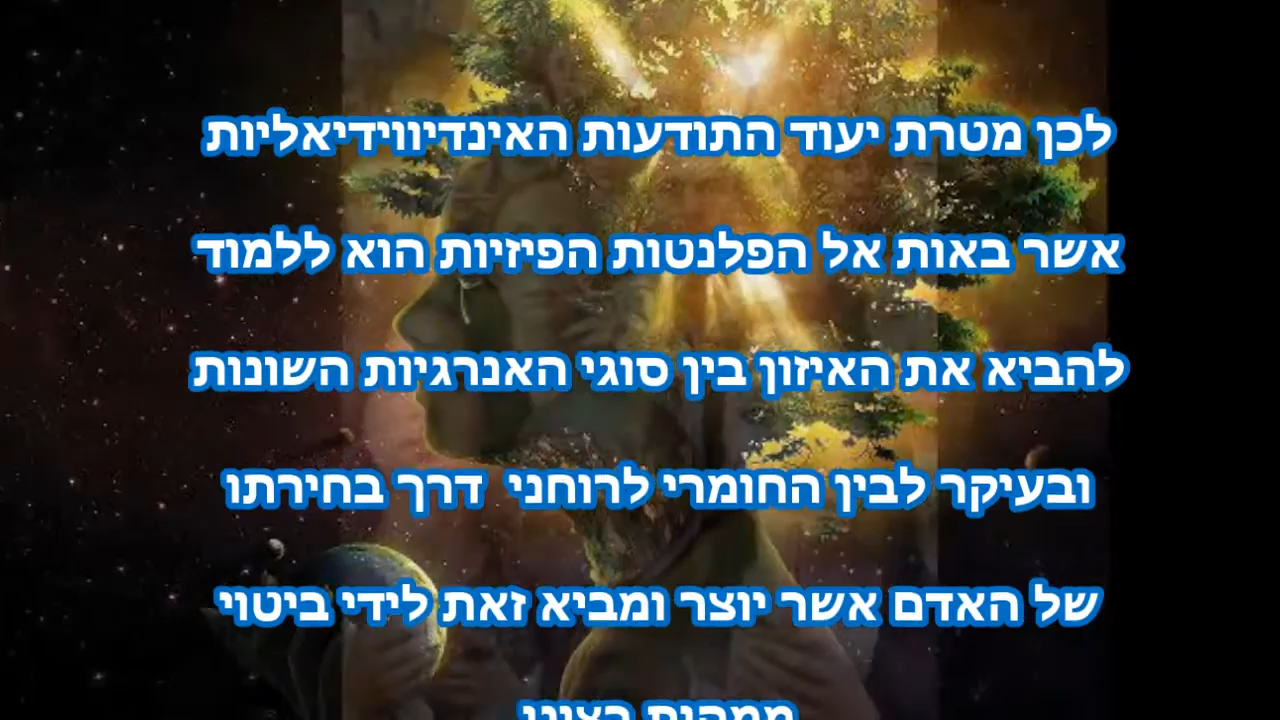 לכן מטרת יעוד התודעות האינדיווידיאליות
אשר באות אל הפלנטות הפיזיות הוא ללמוד
להביא את האיזון בין סוגי האנרגיות השונות
ובעיקר לבין החומרי לרוחני דרך בחירתו
של האדם אשר יוצר ומביא זאת לידי ביטוי